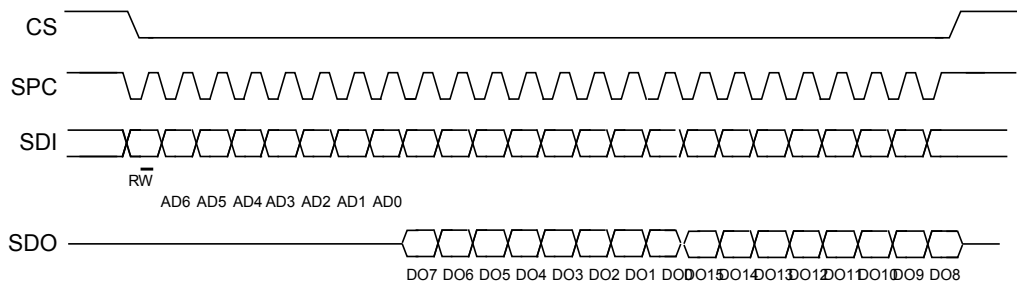 CS
SPC
SDI
RW
AD6 AD5 AD4 AD3 AD2 AD1 AD0
SDO
DO7 DO6 DO5 DO4 DO3 DO2 DO1 DO0 DO15 DO14 DO13 DO12 DO11 DO10 DO9 DO8